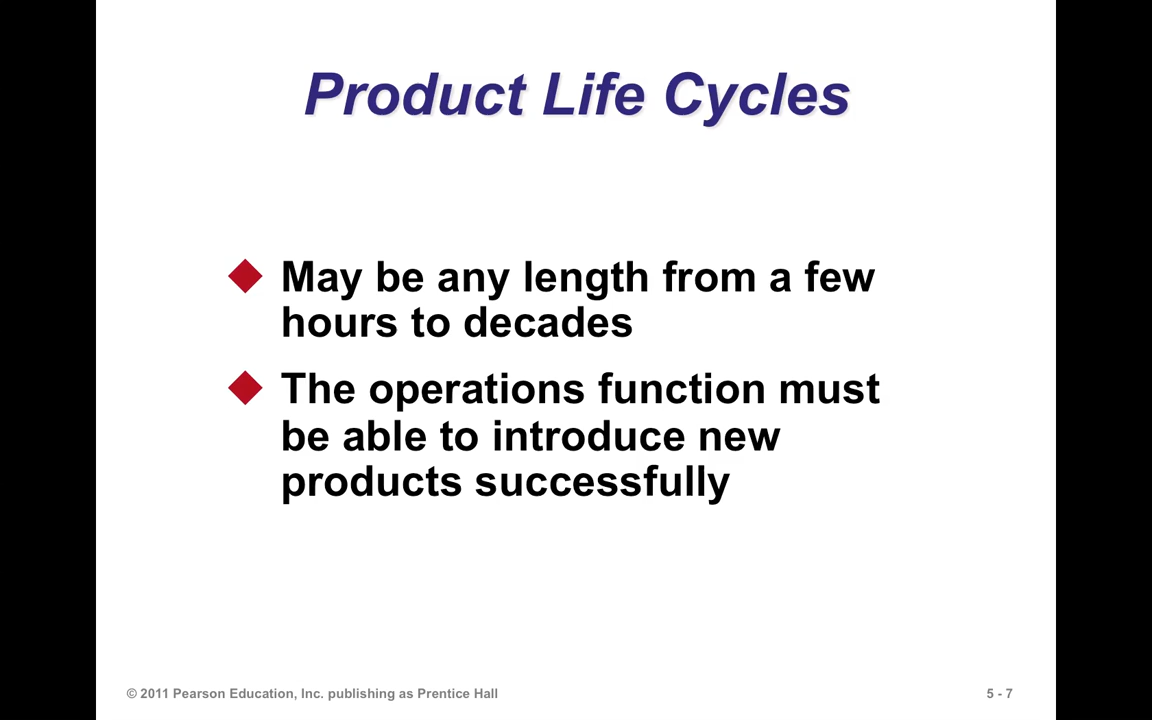 Product Life Cycles
May be any length from a few
hours to decades
The operations function must
be able to introduce new
products successfully
© 2011 Pearson Education, Inc. publishing as Prentice Hall
5 - 7